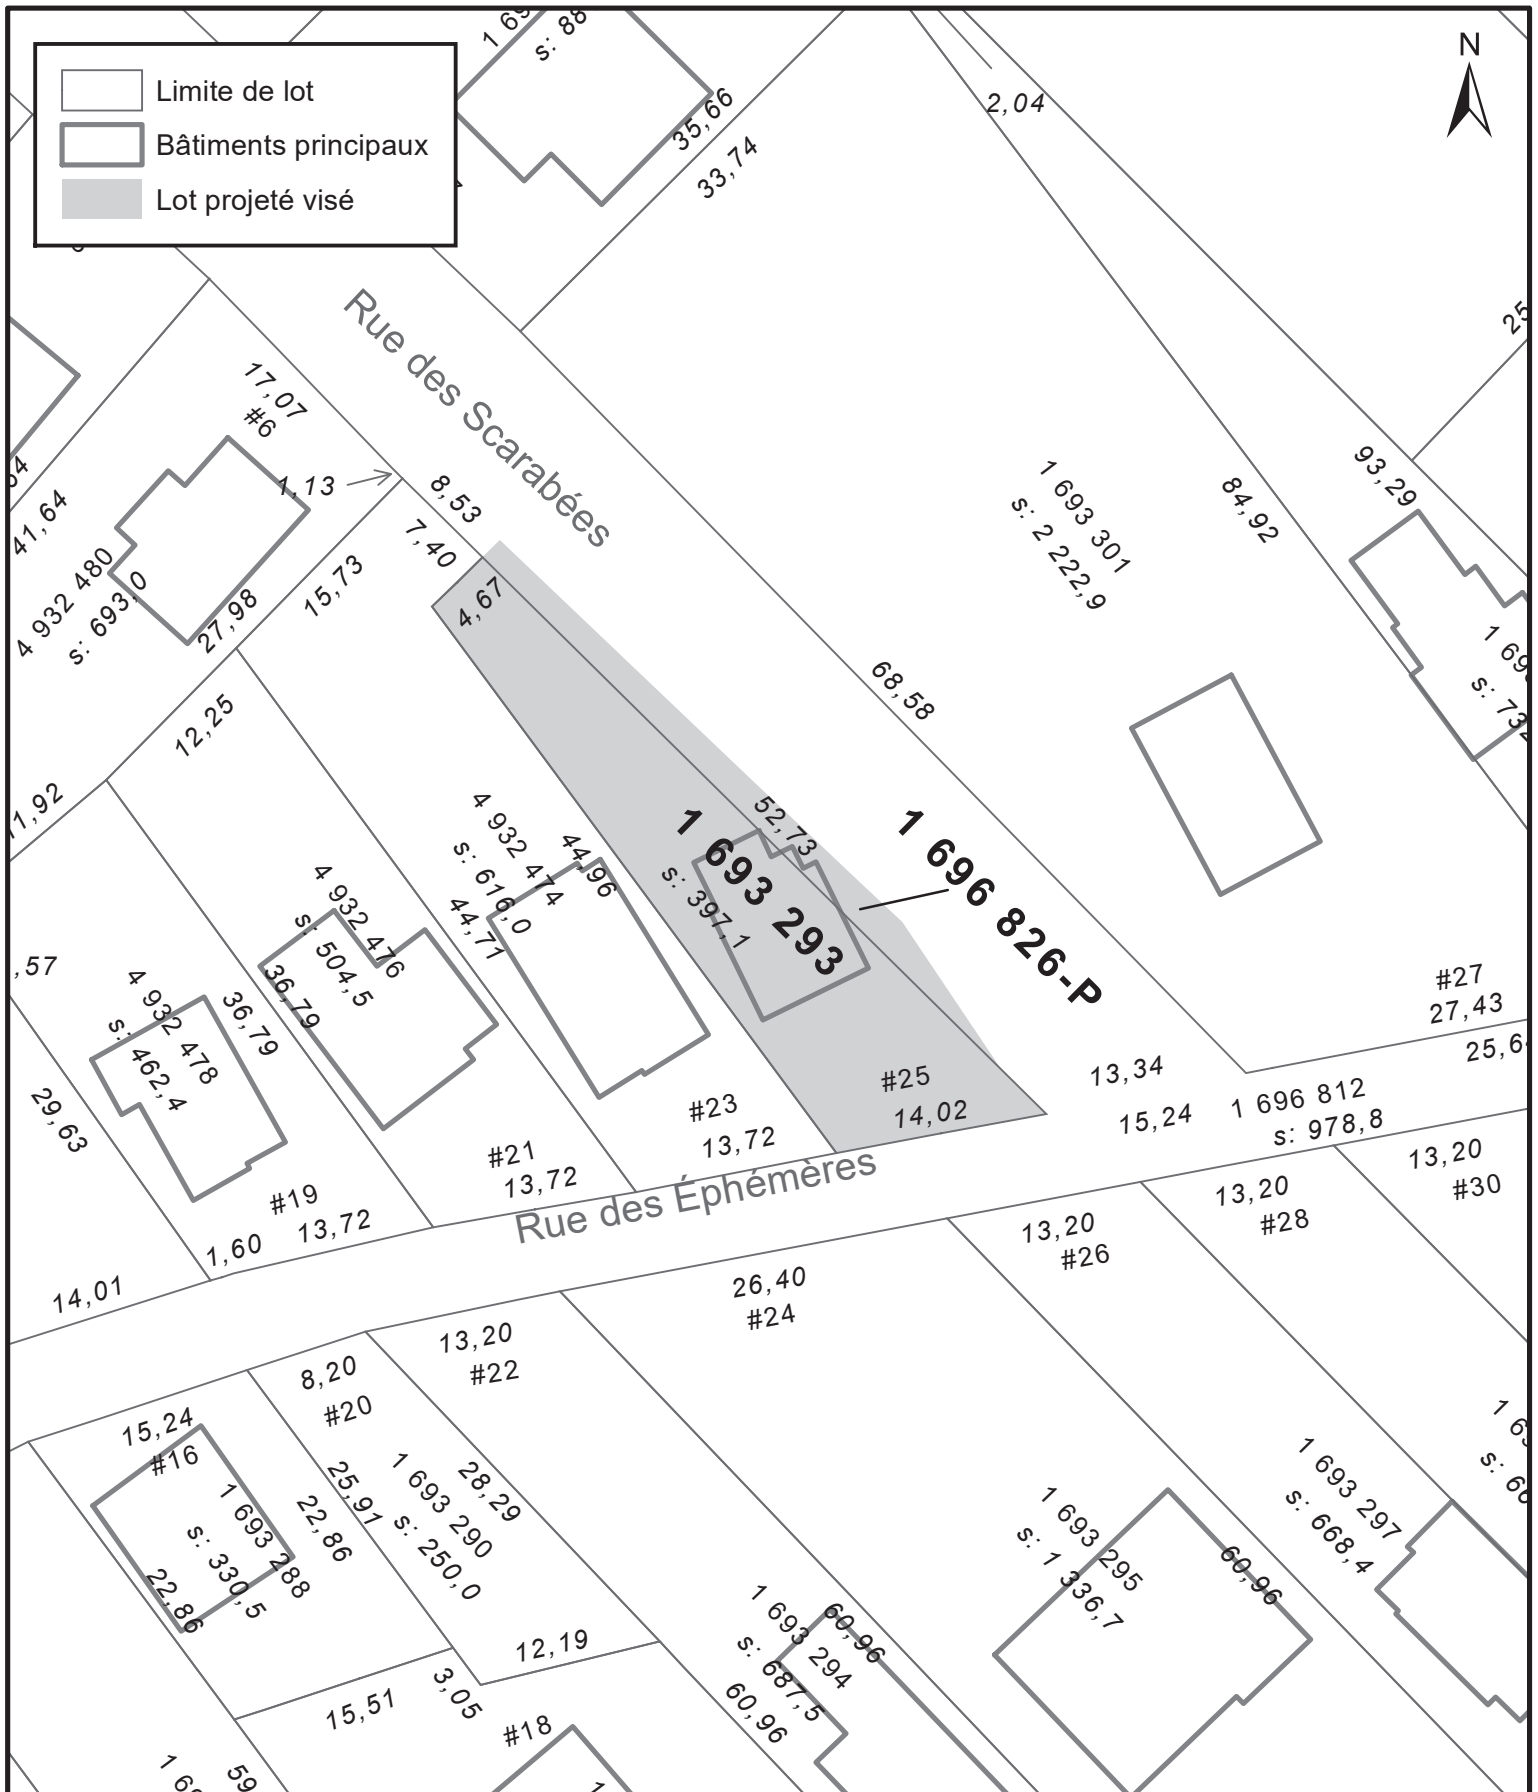 Limite de lot
Bâtiments principaux
Lot projeté visé
N
s: 88
35,66
33,74
2,04
Rue des Scarabées
17,07
#6
1,13
8,53
7,40
4,67
41,64
4 932 480
s: 693,0
27,98
15,73
12,25
1 693 301
s: 2 222,9
84,92
93,29
68,58
52,73
1 693 293
s: 397,1
1 696 826-P
4 932 474
s: 616,0
44,96
44,71
4 932 476
s: 504,5
36,79
4 932 478
s: 462,4
36,79
,57
29,63
#27
27,43
13,34
15,24
1 696 812
s: 978,8
#25
14,02
#23
13,72
#21
13,72
#19
13,72
1,60
14,01
Rue des Éphémères
13,20
#30
13,20
#28
13,20
#26
26,40
#24
13,20
#22
8,20
#20
15,24
#16
1 693 288
s: 330,5
22,86
22,86
25,91
1 693 290
s: 250,0
28,29
12,19
3,05
15,51
#18
1 693 294
s: 687,5
60,96
60,96
1 693 295
s: 1 336,7
60,96
1 693 297
s: 668,4